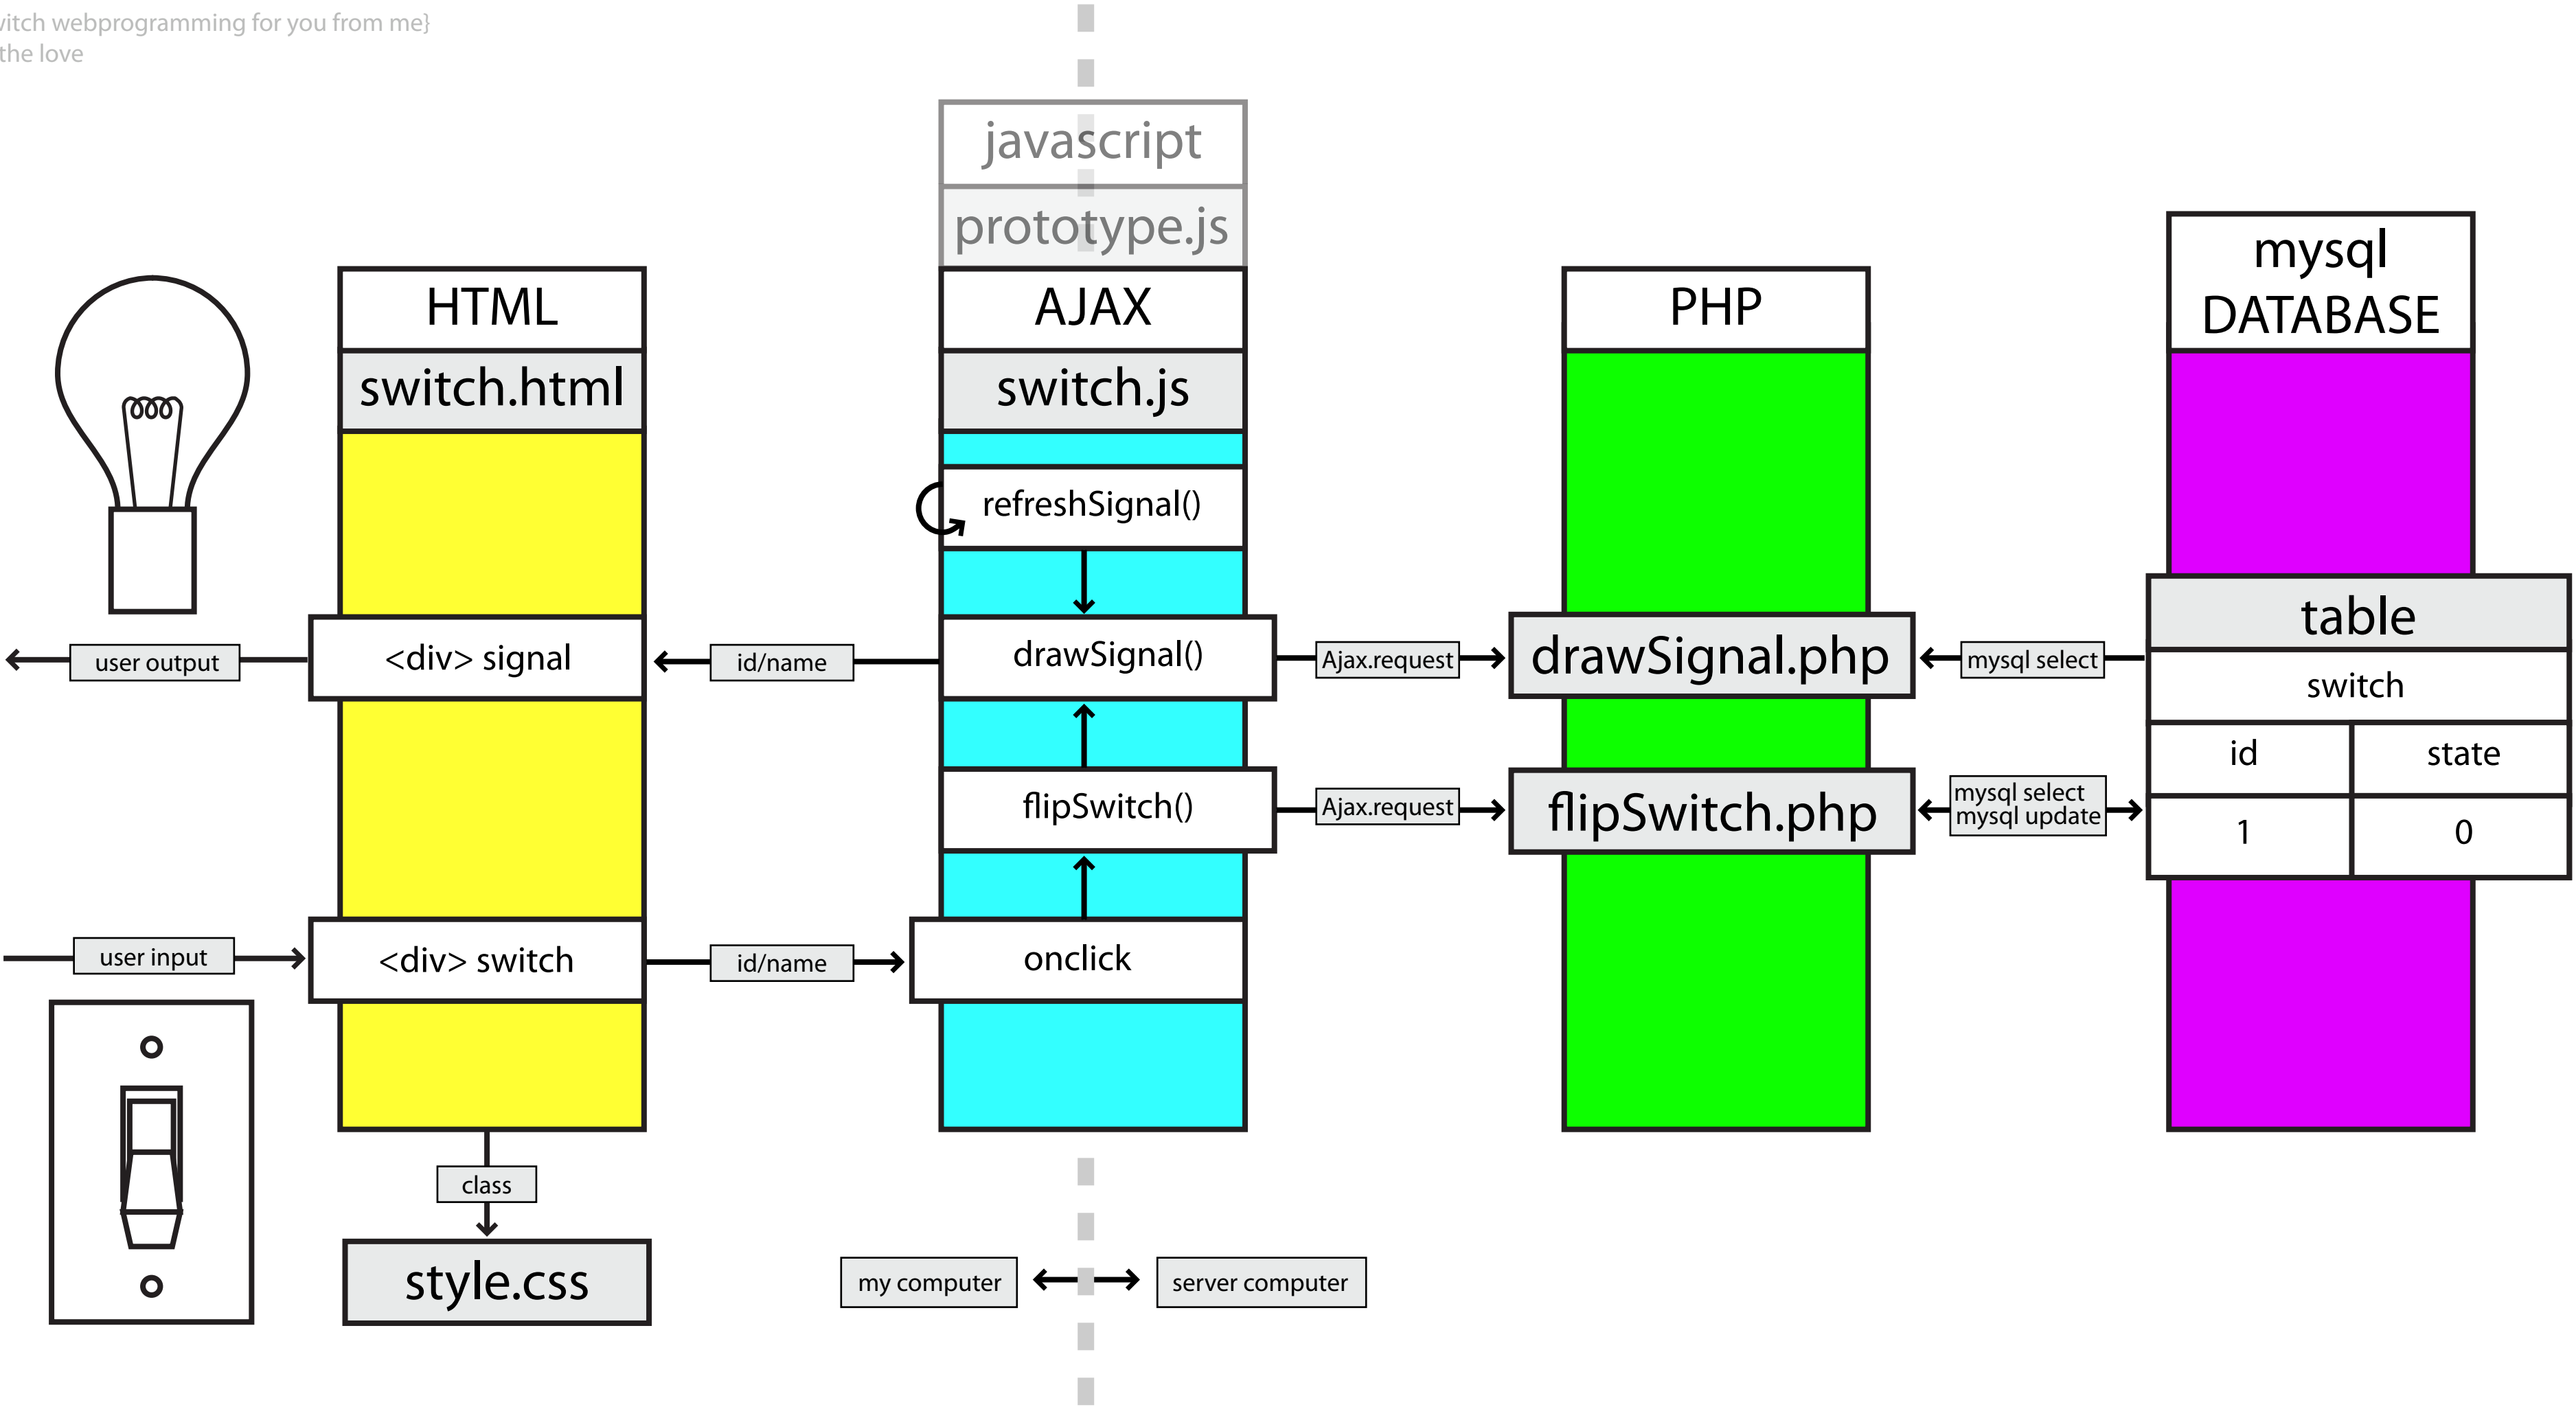 witch webprogramming for you from me}
the love
javascript
prototype.js
HTML
switch.html
AJAX
switch.js
PHP
mysql
DATABASE
refreshSignal()
user output
<div> signal
id/name
drawSignal()
Ajax.request
drawSignal.php
mysql select
table
switch
id
state
1
0
flipSwitch()
Ajax.request
flipSwitch.php
mysql select
mysql update
user input
<div> switch
id/name
onclick
class
style.css
my computer
server computer